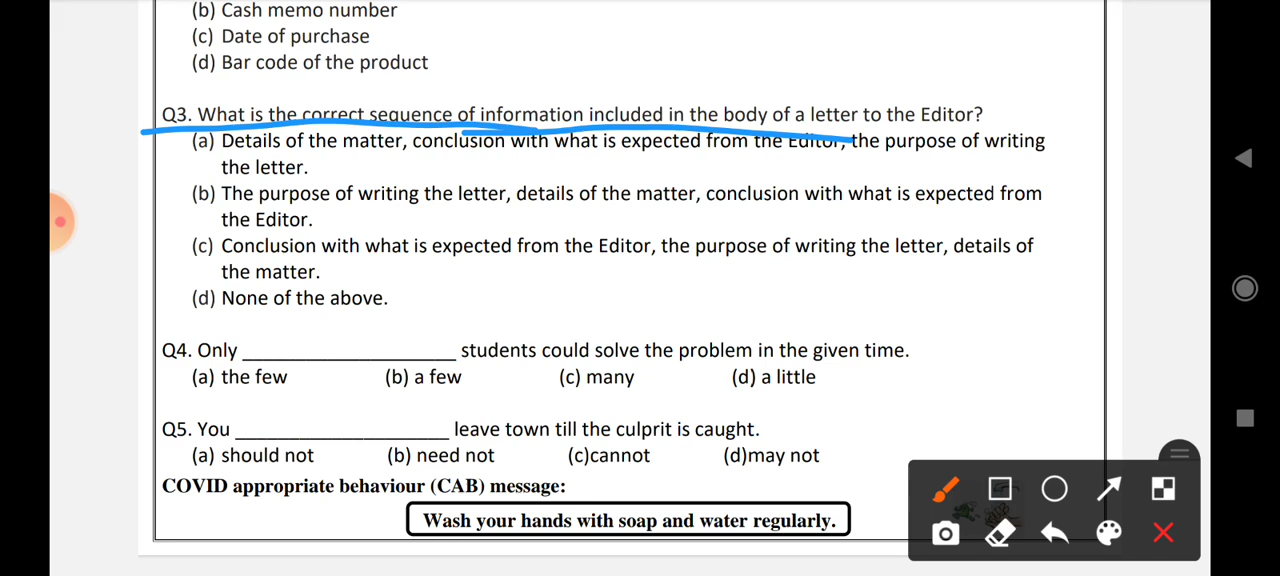 (b) Cash memo number
(c) Date of purchase
(d) Bar code of the product
Q3. What is the correct sequence of information included in the body of a letter to the Editor?
(a) Details of the matter, conclusion with what is expected from the Editor, the purpose of writing
the letter.
(b) The purpose of writing the letter, details of the matter, conclusion with what is expected from
the Editor.
(c) Conclusion with what is expected from the Editor, the purpose of writing the letter, details of
the matter.
(d) None of the above.
Q4. Only ____________________ students could solve the problem in the given time.
(a) the few (b) a few (c) many (d) a little
Q5. You ____________________ leave town till the culprit is caught.
(a) should not (b) need not (c)cannot (d)may not
COVID appropriate behaviour (CAB) message:
Wash your hands with soap and water regularly.